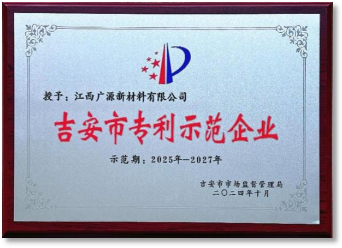 授予：江西广源新材料有限公司
吉安市专利示范企业
示范期：2025年-2027年
吉安市市场监督管理局
二〇二四年十月